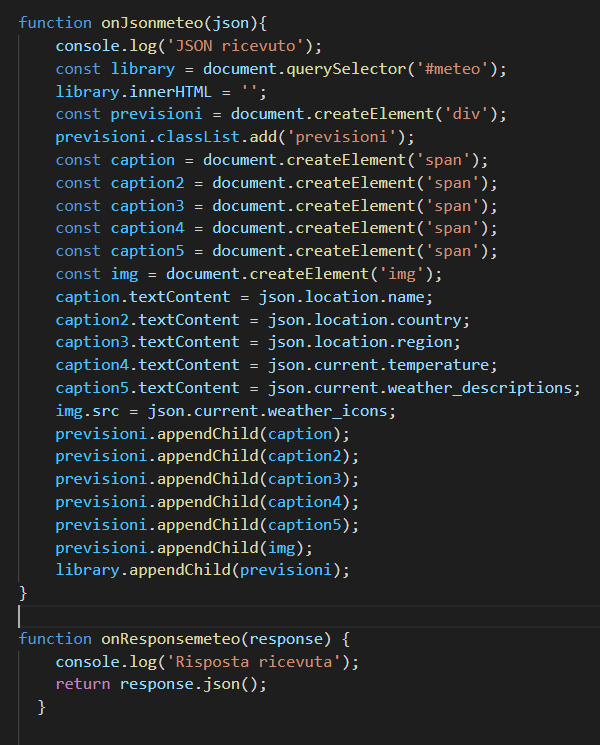 function onJsonmeteo(json){
    console.log('JSON ricevuto');
    const library = document.querySelector('#meteo');
    library.innerHTML = '';
    const previsioni = document.createElement('div');
    previsioni.classList.add('previsioni');
    const caption = document.createElement('span');
    const caption2 = document.createElement('span');
    const caption3 = document.createElement('span');
    const caption4 = document.createElement('span');
    const caption5 = document.createElement('span');
    const img = document.createElement('img');
    caption.textContent = json.location.name;
    caption2.textContent = json.location.country;
    caption3.textContent = json.location.region;
    caption4.textContent = json.current.temperature;
    caption5.textContent = json.current.weather_descriptions;
    img.src = json.current.weather_icons;
    previsioni.appendChild(caption);
    previsioni.appendChild(caption2);
    previsioni.appendChild(caption3);
    previsioni.appendChild(caption4);
    previsioni.appendChild(caption5);
    previsioni.appendChild(img);
    library.appendChild(previsioni);
}
function onResponsemeteo(response) {
    console.log('Risposta ricevuta');
    return response.json();
  }